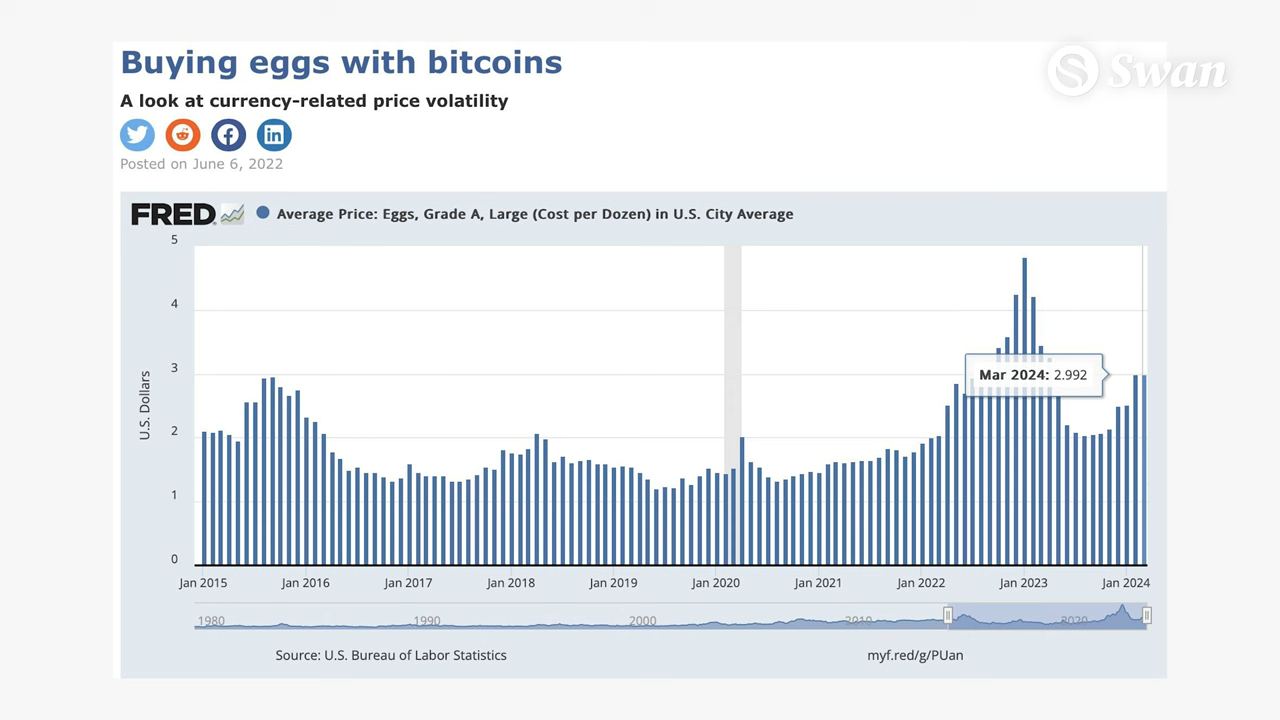 Buying eggs with bitcoins
Swan
A look at currency-related price volatility
Posted on June 6, 2022
FRED
Average Price: Eggs, Grade A, Large (Cost per Dozen) in U.S. City Average
5
4
3
2
1
0
U.S. Dollars
Mar 2024: 2.992
Jan 2015 Jan 2016 Jan 2017 Jan 2018 Jan 2019 Jan 2020 Jan 2021 Jan 2022 Jan 2023 Jan 2024
1980 1990 2000 2010 2020
Source: U.S. Bureau of Labor Statistics myf.red/g/PUan